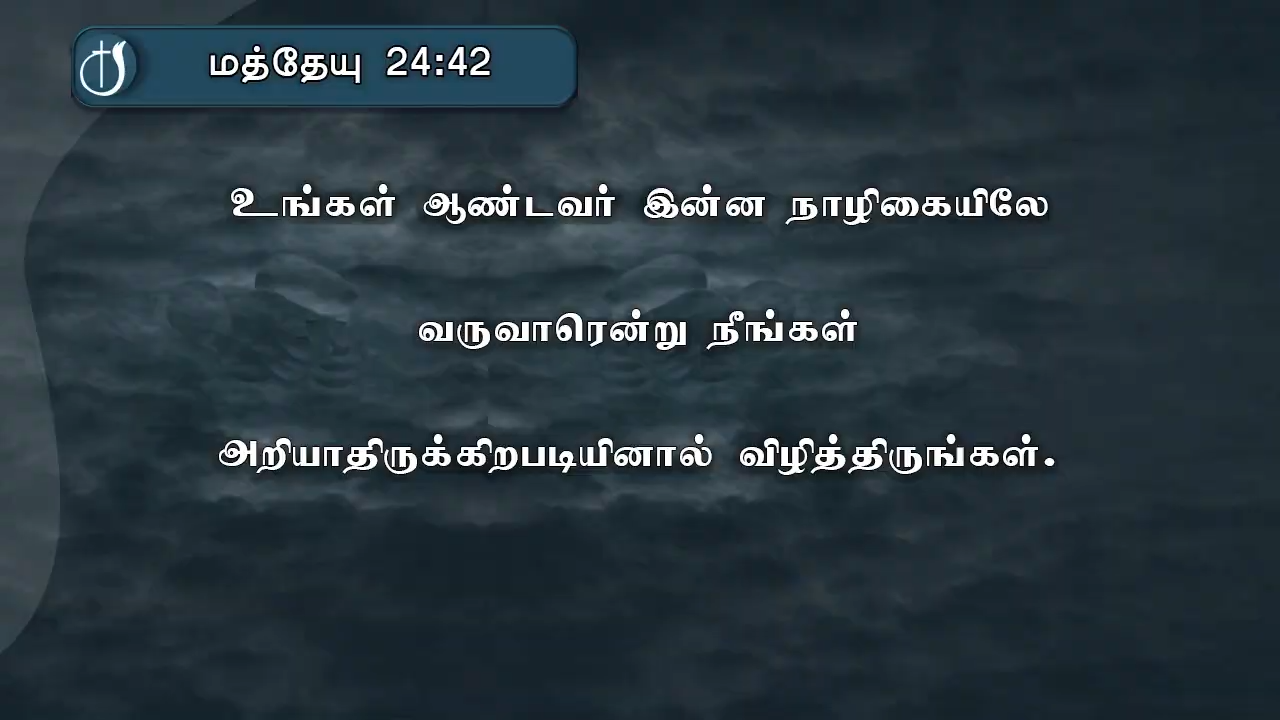 மத்தேயு 24:42
உங்கள் ஆண்டவர் இன்ன நாழிகையிலே
வருவாரென்று நீங்கள்
அறியாதிருக்கிறபடியினால் விழித்திருங்கள்.